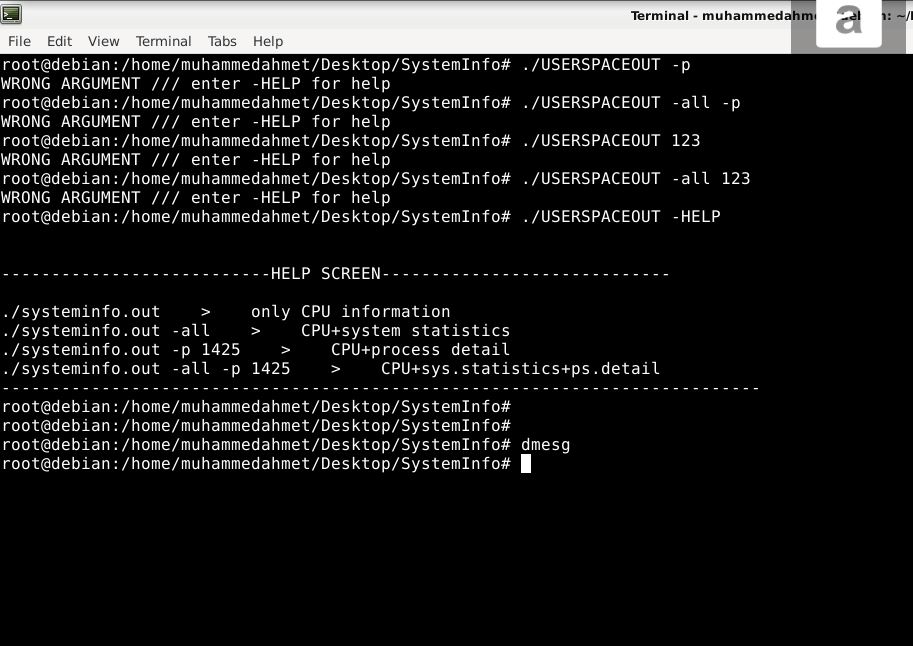 Terminal - muhammedahm
n: ~/
a
File Edit View Terminal Tabs Help
root@debian:/home/muhammedahmet/Desktop/SystemInfo# ./USERSPACEOUT -p
WRONG ARGUMENT /// enter -HELP for help
root@debian:/home/muhammedahmet/Desktop/SystemInfo# ./USERSPACEOUT -all -p
WRONG ARGUMENT /// enter -HELP for help
root@debian:/home/muhammedahmet/Desktop/SystemInfo# ./USERSPACEOUT 123
WRONG ARGUMENT /// enter -HELP for help
root@debian:/home/muhammedahmet/Desktop/SystemInfo# ./USERSPACEOUT -all 123
WRONG ARGUMENT /// enter -HELP for help
root@debian:/home/muhammedahmet/Desktop/SystemInfo# ./USERSPACEOUT -HELP
---------------------------HELP SCREEN-----------------------------
./systeminfo.out    >    only CPU information
./systeminfo.out -all    >    CPU+system statistics
./systeminfo.out -p 1425    >    CPU+process detail
./systeminfo.out -all -p 1425    >    CPU+sys.statistics+ps.detail
----------------------------------------------------------------------------
root@debian:/home/muhammedahmet/Desktop/SystemInfo#
root@debian:/home/muhammedahmet/Desktop/SystemInfo#
root@debian:/home/muhammedahmet/Desktop/SystemInfo# dmesg
root@debian:/home/muhammedahmet/Desktop/SystemInfo#